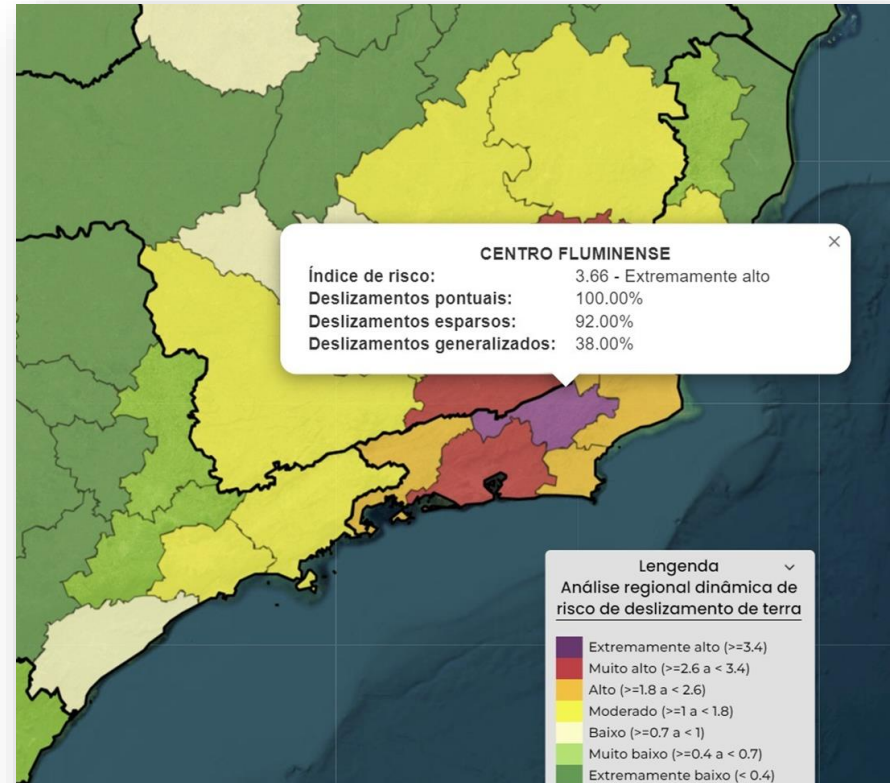 CENTRO FLUMINENSE
×
Índice de risco: 3.66 - Extremamente alto
Deslizamentos pontuais: 100.00%
Deslizamentos esparsos: 92.00%
Deslizamentos generalizados: 38.00%
Lengenda
Análise regional dinâmica de
risco de deslizamento de terra
Extremamente alto (>=3.4)
Muito alto (>=2.6 a < 3.4)
Alto (>=1.8 a < 2.6)
Moderado (>=1 a < 1.8)
Baixo (>=0.7 a < 1)
Muito baixo (>=0.4 a < 0.7)
Extremamente baixo (< 0.4)